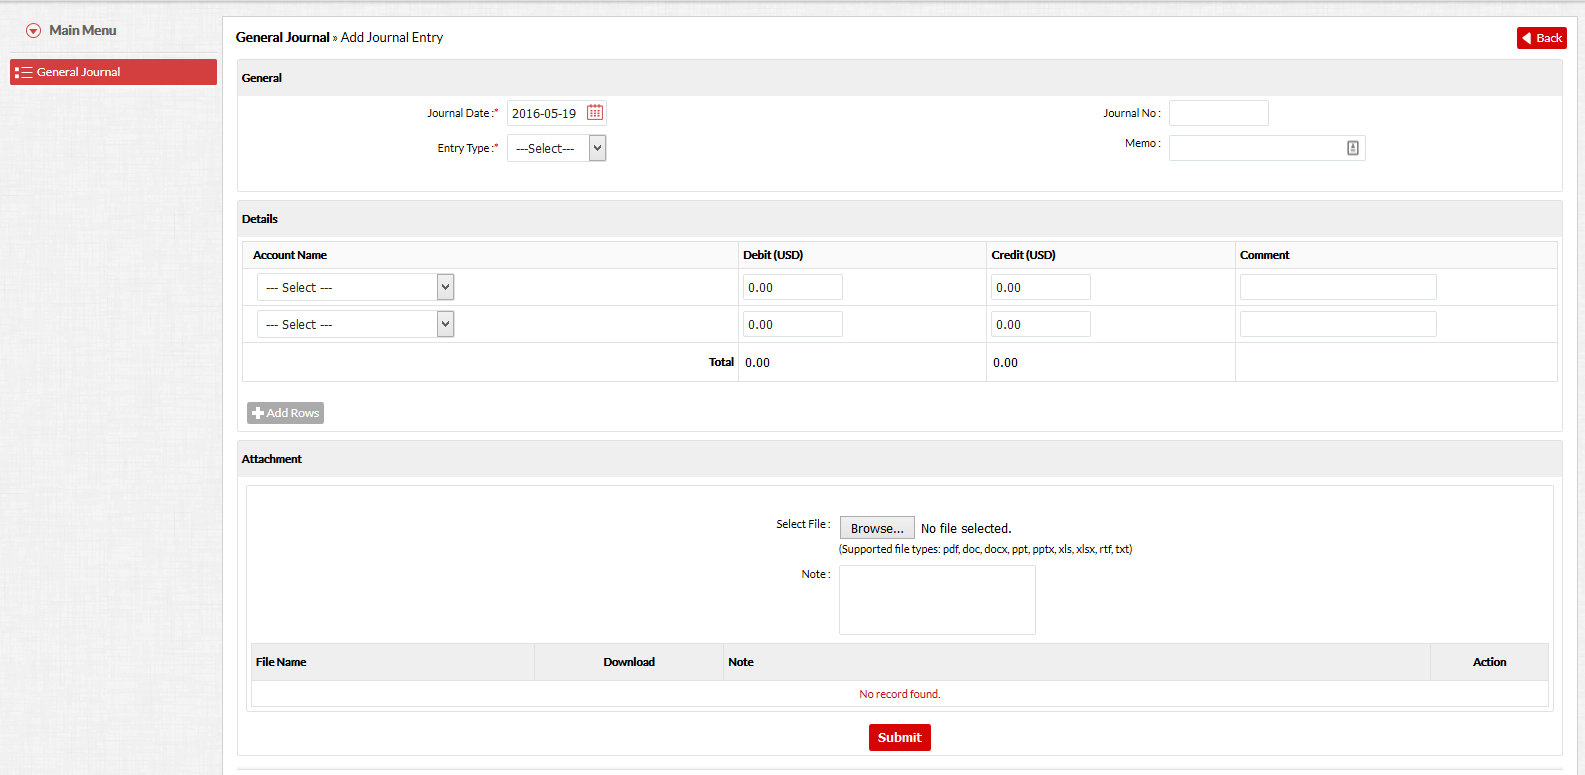 Main Menu
General Journal
General Journal » Add Journal Entry
Back
General
Journal Date :* 2016-05-19
Journal No :
Entry Type :* ---Select---
Memo :
Details
Account Name Debit (USD) Credit (USD) Comment
--- Select --- 0.00 0.00
--- Select --- 0.00 0.00
Total 0.00 0.00
Add Rows
Attachment
Select File : Browse... No file selected.
(Supported file types: pdf, doc, docx, ppt, pptx, xls, xlsx, rtf, txt)
Note :
File Name Download Note Action
No record found.
Submit